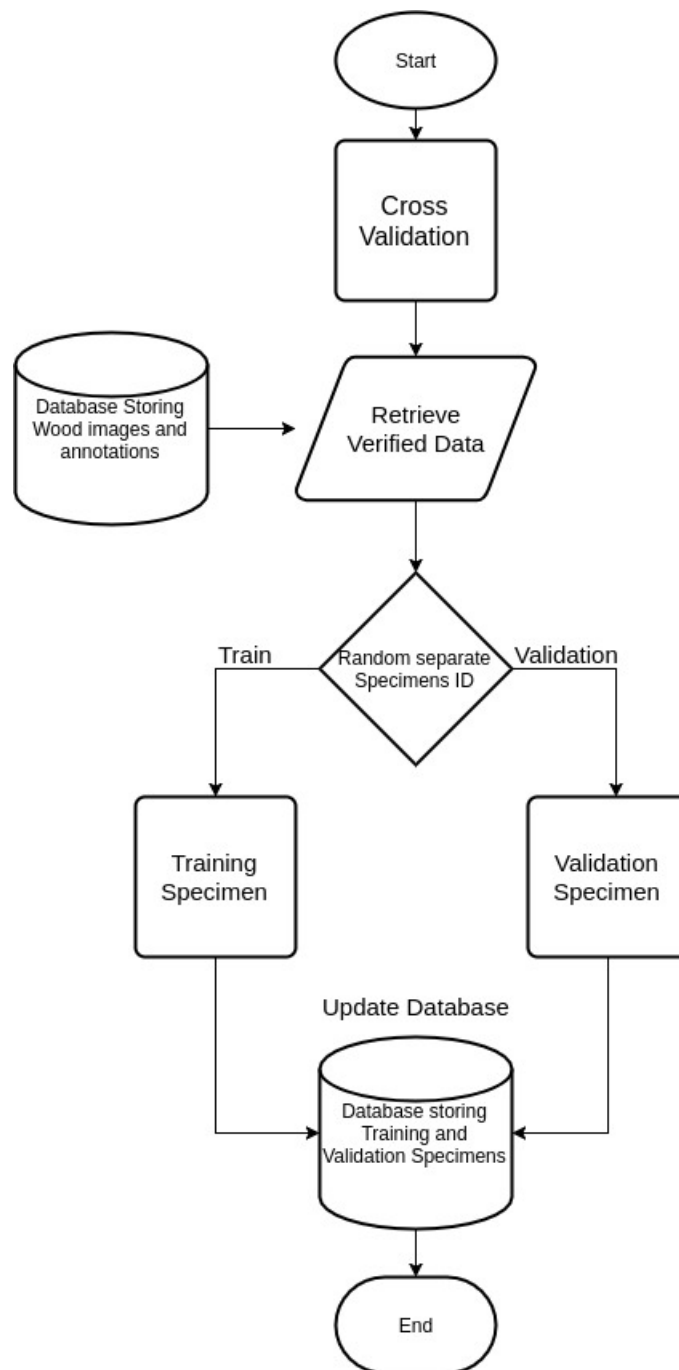 Start
Cross
Validation
Database Storing
Wood images and
annotations
Retrieve
Verified Data
Train
Random separate
Specimens ID
Validation
Training
Specimen
Validation
Specimen
Update Database
Database storing
Training and
Validation Specimens
End